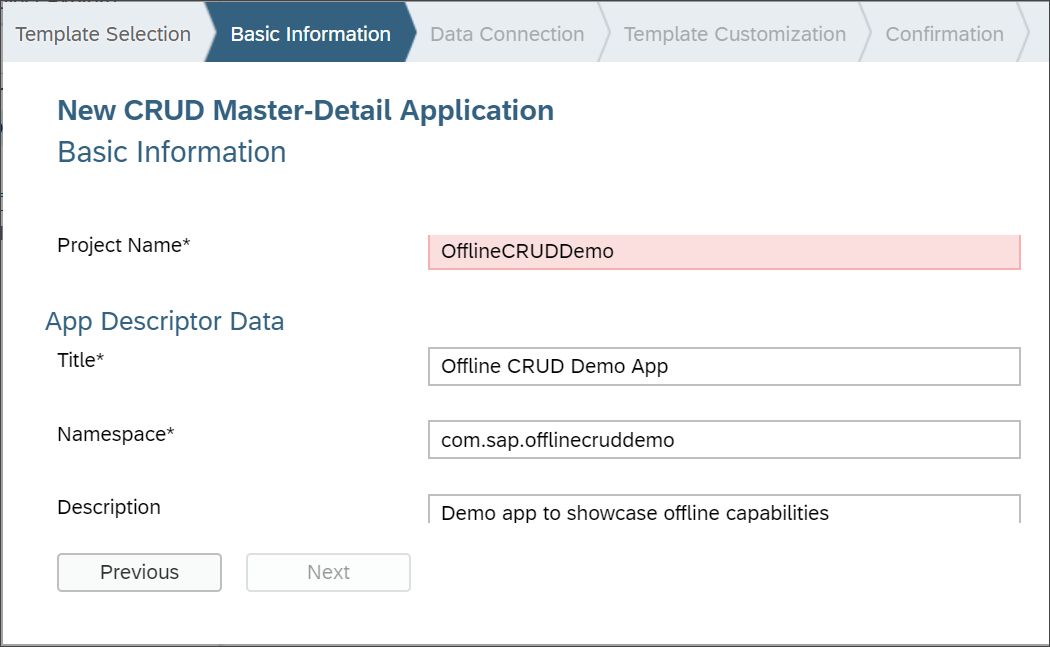 Template Selection Basic Information Data Connection Template Customization Confirmation
New CRUD Master-Detail Application
Basic Information
Project Name* OfflineCRUDDemo
App Descriptor Data
Title* Offline CRUD Demo App
Namespace* com.sap.offlinecruddemo
Description Demo app to showcase offline capabilities
Previous Next